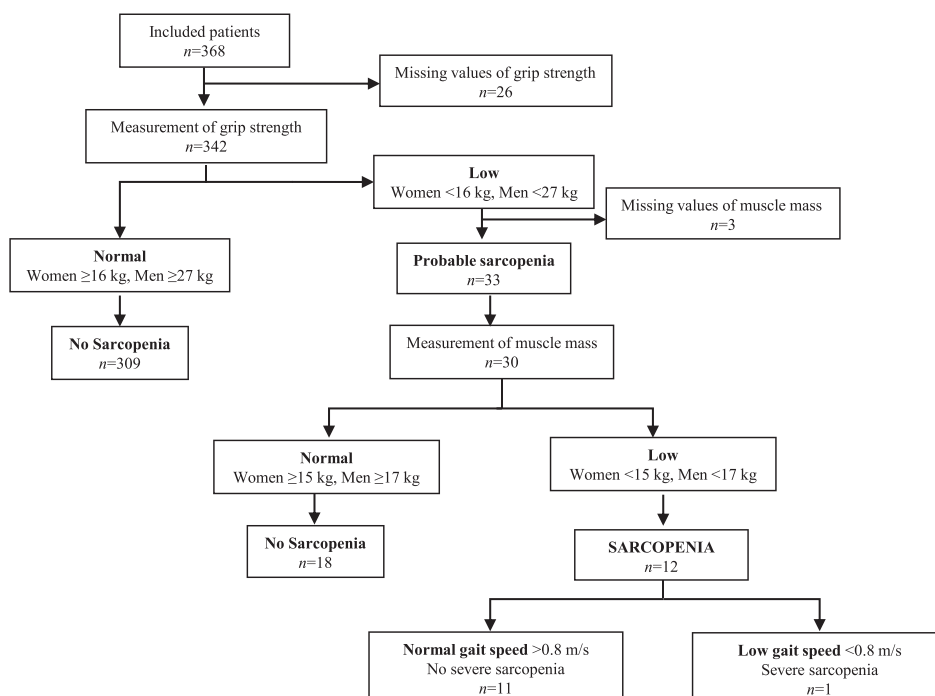 Included patients
n=368
Missing values of grip strength
n=26
Measurement of grip strength
n=342
Low
Women <16 kg, Men <27 kg
Missing values of muscle mass
n=3
Normal
Women ≥16 kg, Men ≥27 kg
Probable sarcopenia
n=33
No Sarcopenia
n=309
Measurement of muscle mass
n=30
Normal
Women ≥15 kg, Men ≥17 kg
Low
Women <15 kg, Men <17 kg
No Sarcopenia
n=18
SARCOPENIA
n=12
Normal gait speed >0.8 m/s
No severe sarcopenia
n=11
Low gait speed <0.8 m/s
Severe sarcopenia
n=1